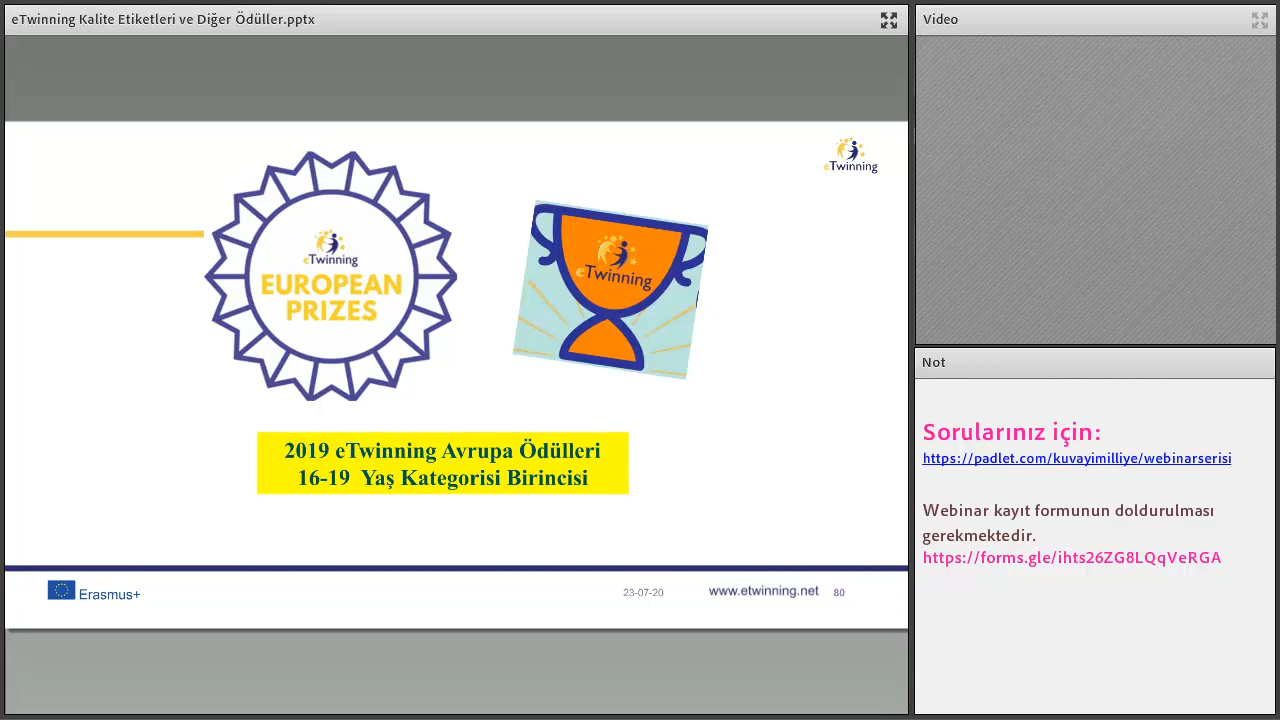 eTwinning Kalite Etiketleri ve Diğer Ödüller.pptx
eTwinning
eTwinning
EUROPEAN
PRIZES
eTwinning
2019 eTwinning Avrupa Ödülleri
16-19 Yaş Kategorisi Birincisi
Erasmus+
23-07-20
www.etwinning.net
80
Video
Not
Sorularınız için:
https://padlet.com/kuvayimilliye/webinarserisi
Webinar kayıt formunun doldurulması
gerekmektedir.
https://forms.gle/ihts26ZG8LQqVeRGA